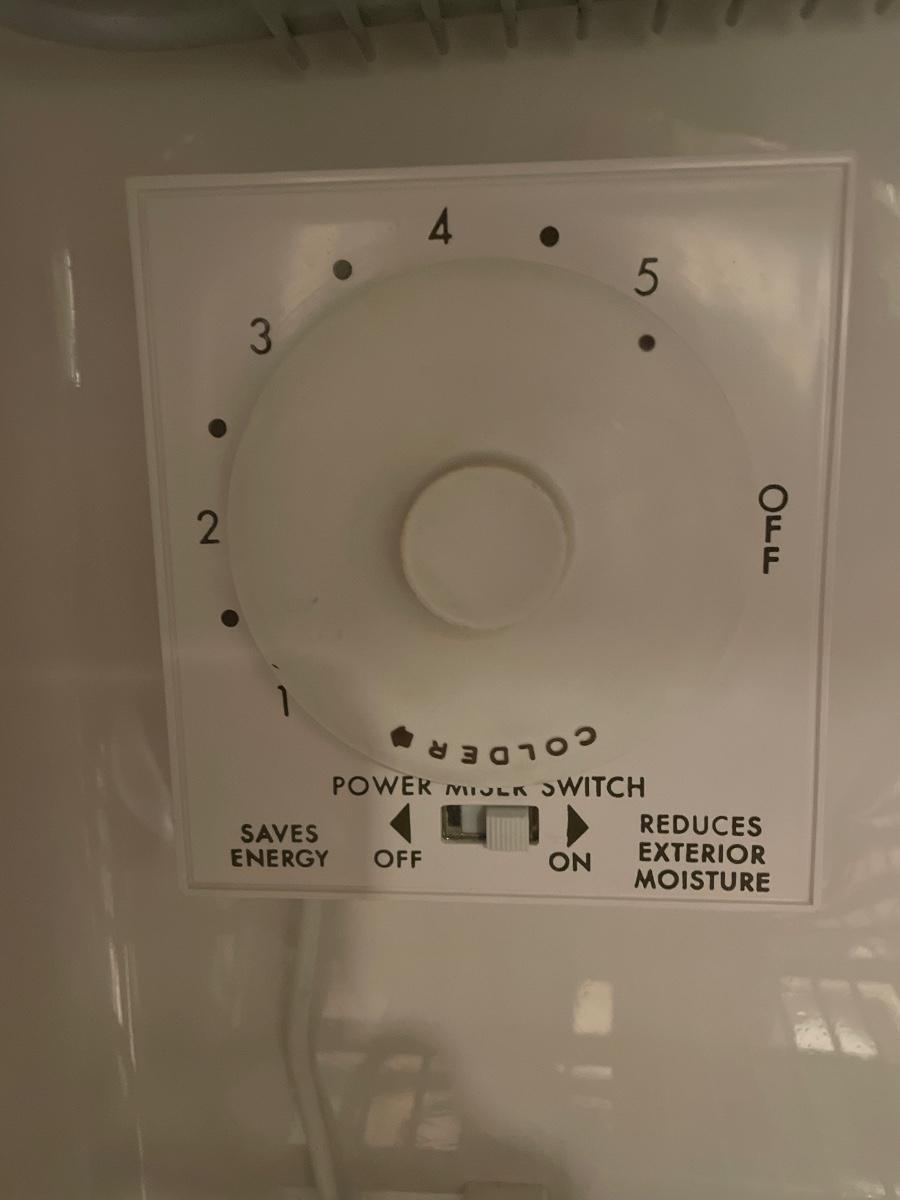 4
5
3
OFF
2
1
COLDER
POWER MISER SWITCH
SAVES
ENERGY
OFF
ON
REDUCES
EXTERIOR
MOISTURE